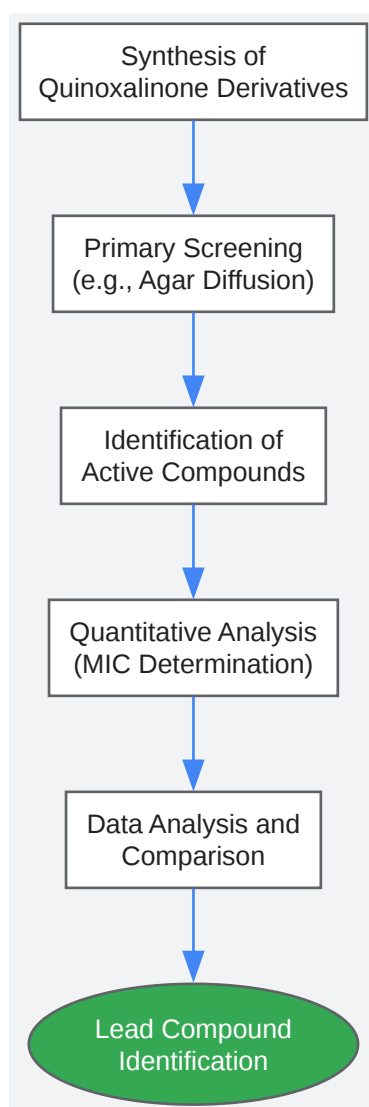 Synthesis of
Quinoxalinone Derivatives
Primary Screening
(e.g., Agar Diffusion)
Identification of
Active Compounds
Quantitative Analysis
(MIC Determination)
Data Analysis and
Comparison
Lead Compound
Identification